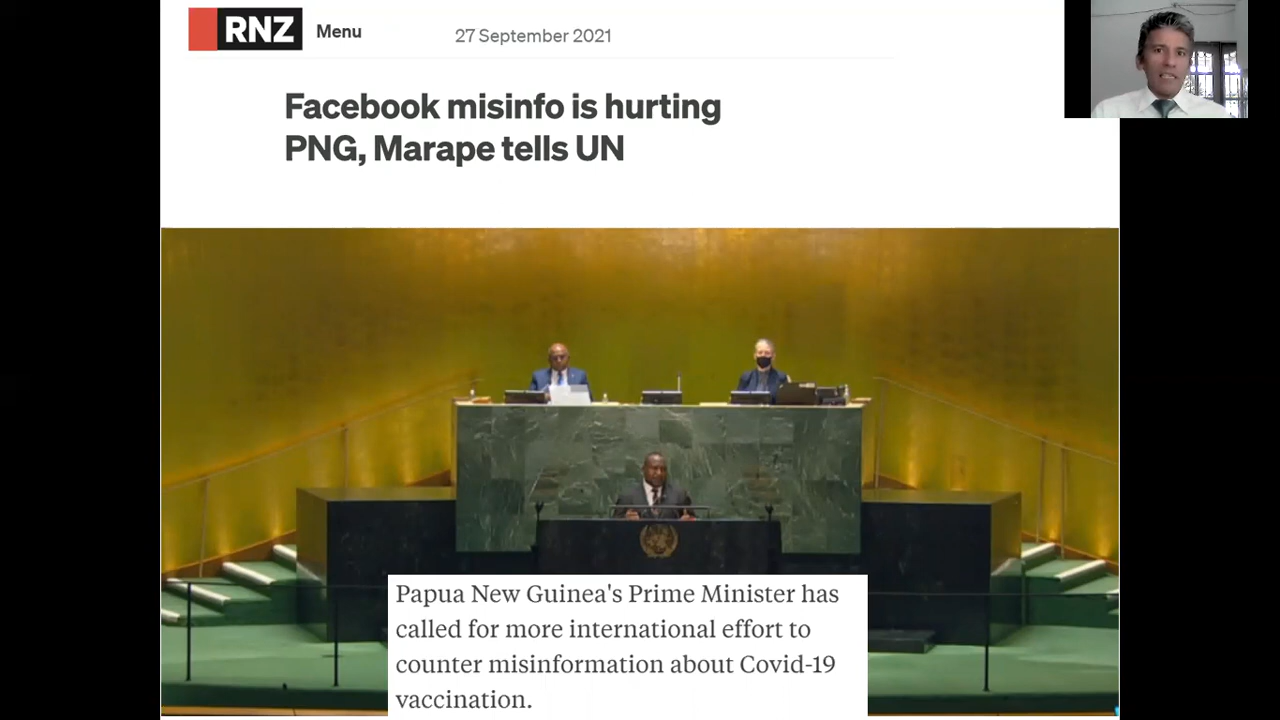 RNZ Menu 27 September 2021
Facebook misinfo is hurting
PNG, Marape tells UN
Papua New Guinea's Prime Minister has
called for more international effort to
counter misinformation about Covid-19
vaccination.